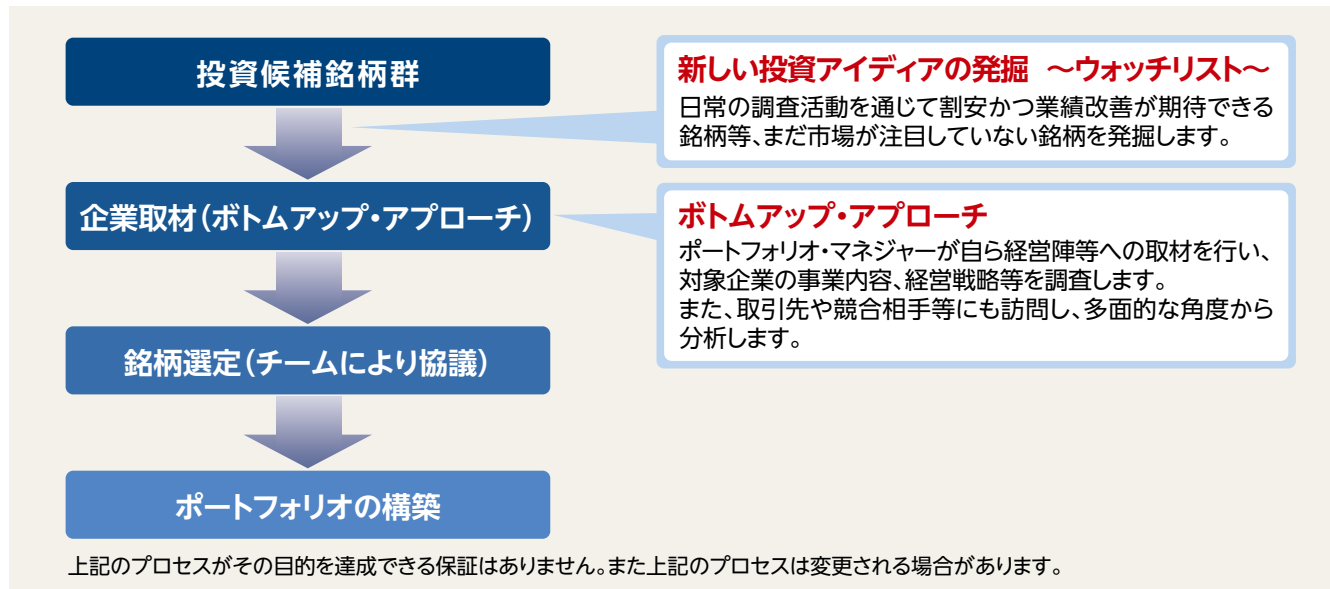 投資候補銘柄群
新しい投資アイディアの発掘 ～ウォッチリスト～
日常の調査活動を通じて割安かつ業績改善が期待できる
銘柄等、まだ市場が注目していない銘柄を発掘します。
企業取材(ボトムアップ・アプローチ)
ボトムアップ・アプローチ
ポートフォリオ・マネジャーが自ら経営陣等への取材を行い、
対象企業の事業内容、経営戦略等を調査します。
また、取引先や競合相手等にも訪問し、多面的な角度から
分析します。
銘柄選定(チームにより協議)
ポートフォリオの構築
上記のプロセスがその目的を達成できる保証はありません。また上記のプロセスは変更される場合があります。